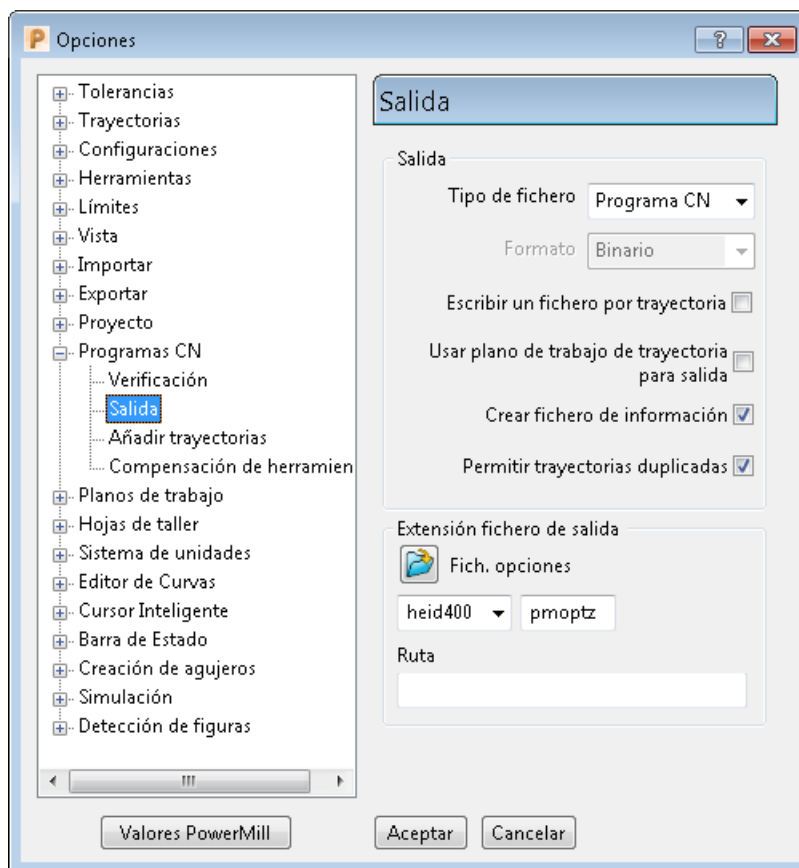 Opciones
Tolerancias
Trayectorias
Configuraciones
Herramientas
Límites
Vista
Importar
Exportar
Proyecto
Programas CN
Verificación
Salida
Añadir trayectorias
Compensación de herramien
Planos de trabajo
Hojas de taller
Sistema de unidades
Editor de Curvas
Cursor Inteligente
Barra de Estado
Creación de agujeros
Simulación
Detección de figuras
Salida
Salida
Tipo de fichero Programa CN
Formato Binario
Escribir un fichero por trayectoria
Usar plano de trabajo de trayectoria
para salida
Crear fichero de información
Permitir trayectorias duplicadas
Extensión fichero de salida
Fich. opciones
heid400 pmoptz
Ruta
Valores PowerMill Aceptar Cancelar